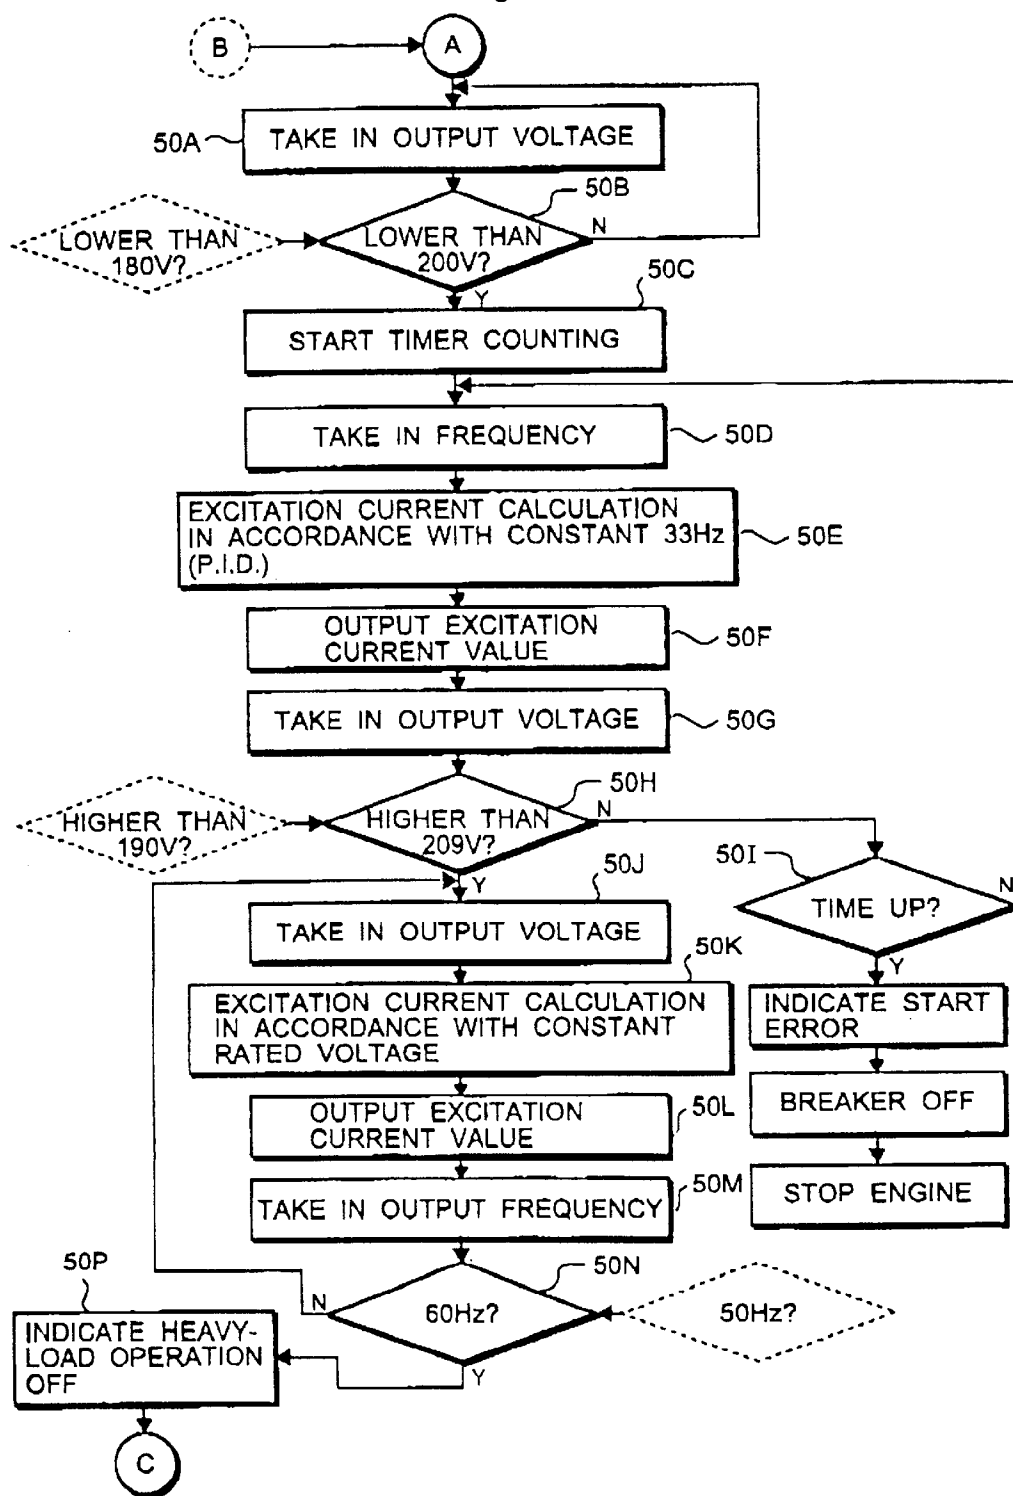 B
A
50A
TAKE IN OUTPUT VOLTAGE
50B
LOWER THAN
180V?
LOWER THAN
200V?
N
Y
50C
START TIMER COUNTING
TAKE IN FREQUENCY
50D
EXCITATION CURRENT CALCULATION
IN ACCORDANCE WITH CONSTANT 33Hz
(P.I.D.)
50E
OUTPUT EXCITATION
CURRENT VALUE
50F
TAKE IN OUTPUT VOLTAGE
50G
HIGHER THAN
190V?
HIGHER THAN
209V?
50H
N
Y
50I
TIME UP?
N
Y
50J
TAKE IN OUTPUT VOLTAGE
50K
EXCITATION CURRENT CALCULATION
IN ACCORDANCE WITH CONSTANT
RATED VOLTAGE
INDICATE START
ERROR
OUTPUT EXCITATION
CURRENT VALUE
50L
BREAKER OFF
TAKE IN OUTPUT FREQUENCY
50M
STOP ENGINE
50N
60Hz?
N
Y
50Hz?
50P
INDICATE HEAVY-
LOAD OPERATION
OFF
C